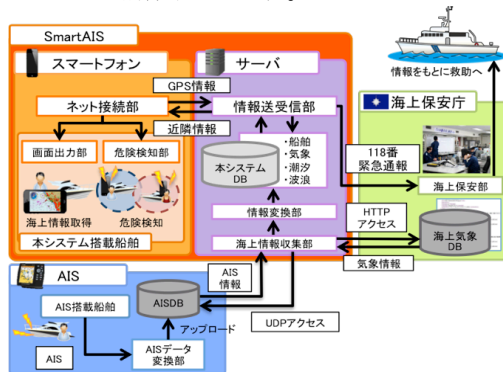 SmartAIS
スマートフォン
サーバ
GPS情報
ネット接続部
情報送受信部
近隣情報
画面出力部
危険検知部
・船舶
・気象
・潮汐
・波浪
本システム
DB
海上情報取得
危険検知
情報変換部
本システム搭載船舶
海上情報収集部
情報をもとに救助へ
海上保安庁
118番
緊急通報
海上保安部
HTTP
アクセス
海上気象
DB
気象情報
AIS
AIS
情報
AIS搭載船舶
AISDB
アップロード
UDPアクセス
AIS
AISデータ
変換部